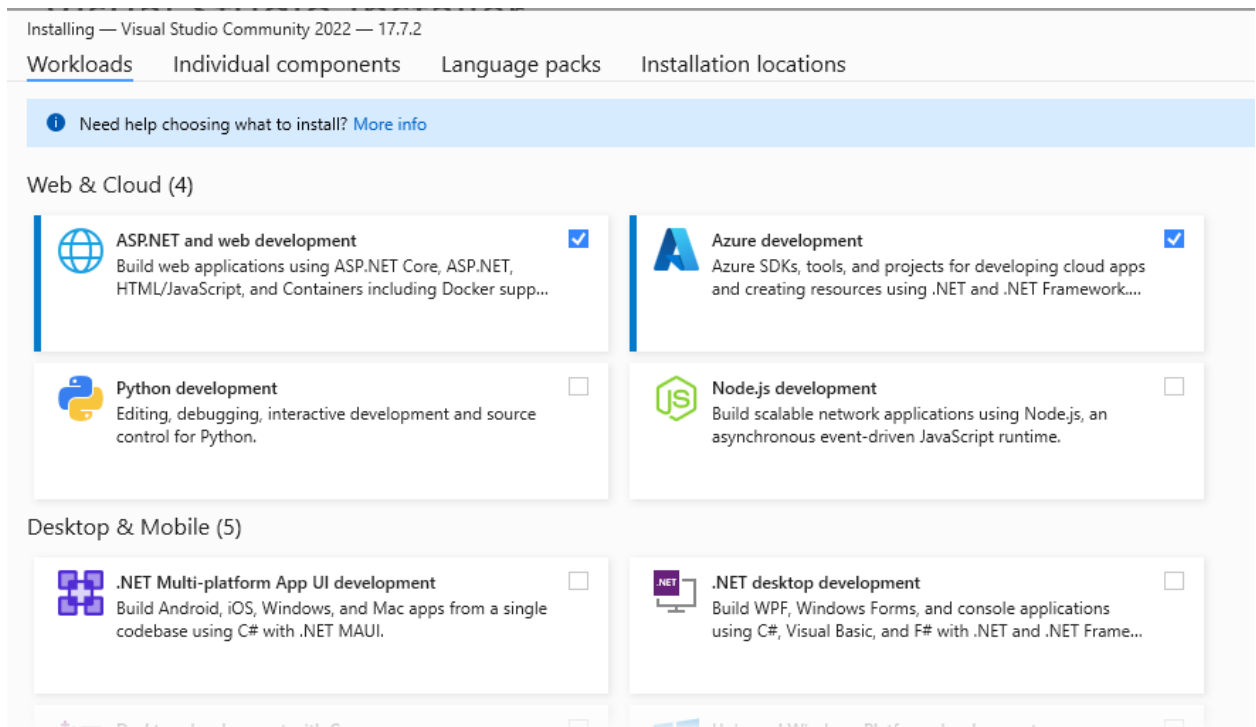 Installing — Visual Studio Community 2022 — 17.7.2
Workloads Individual components Language packs Installation locations
Need help choosing what to install? More info
Web & Cloud (4)
ASP.NET and web development
Build web applications using ASP.NET Core, ASP.NET,
HTML/JavaScript, and Containers including Docker supp...
Azure development
Azure SDKs, tools, and projects for developing cloud apps
and creating resources using .NET and .NET Framework....
Python development
Editing, debugging, interactive development and source
control for Python.
Node.js development
Build scalable network applications using Node.js, an
asynchronous event-driven JavaScript runtime.
Desktop & Mobile (5)
.NET Multi-platform App UI development
Build Android, iOS, Windows, and Mac apps from a single
codebase using C# with .NET MAUI.
.NET
.NET desktop development
Build WPF, Windows Forms, and console applications
using C#, Visual Basic, and F# with .NET and .NET Frame...